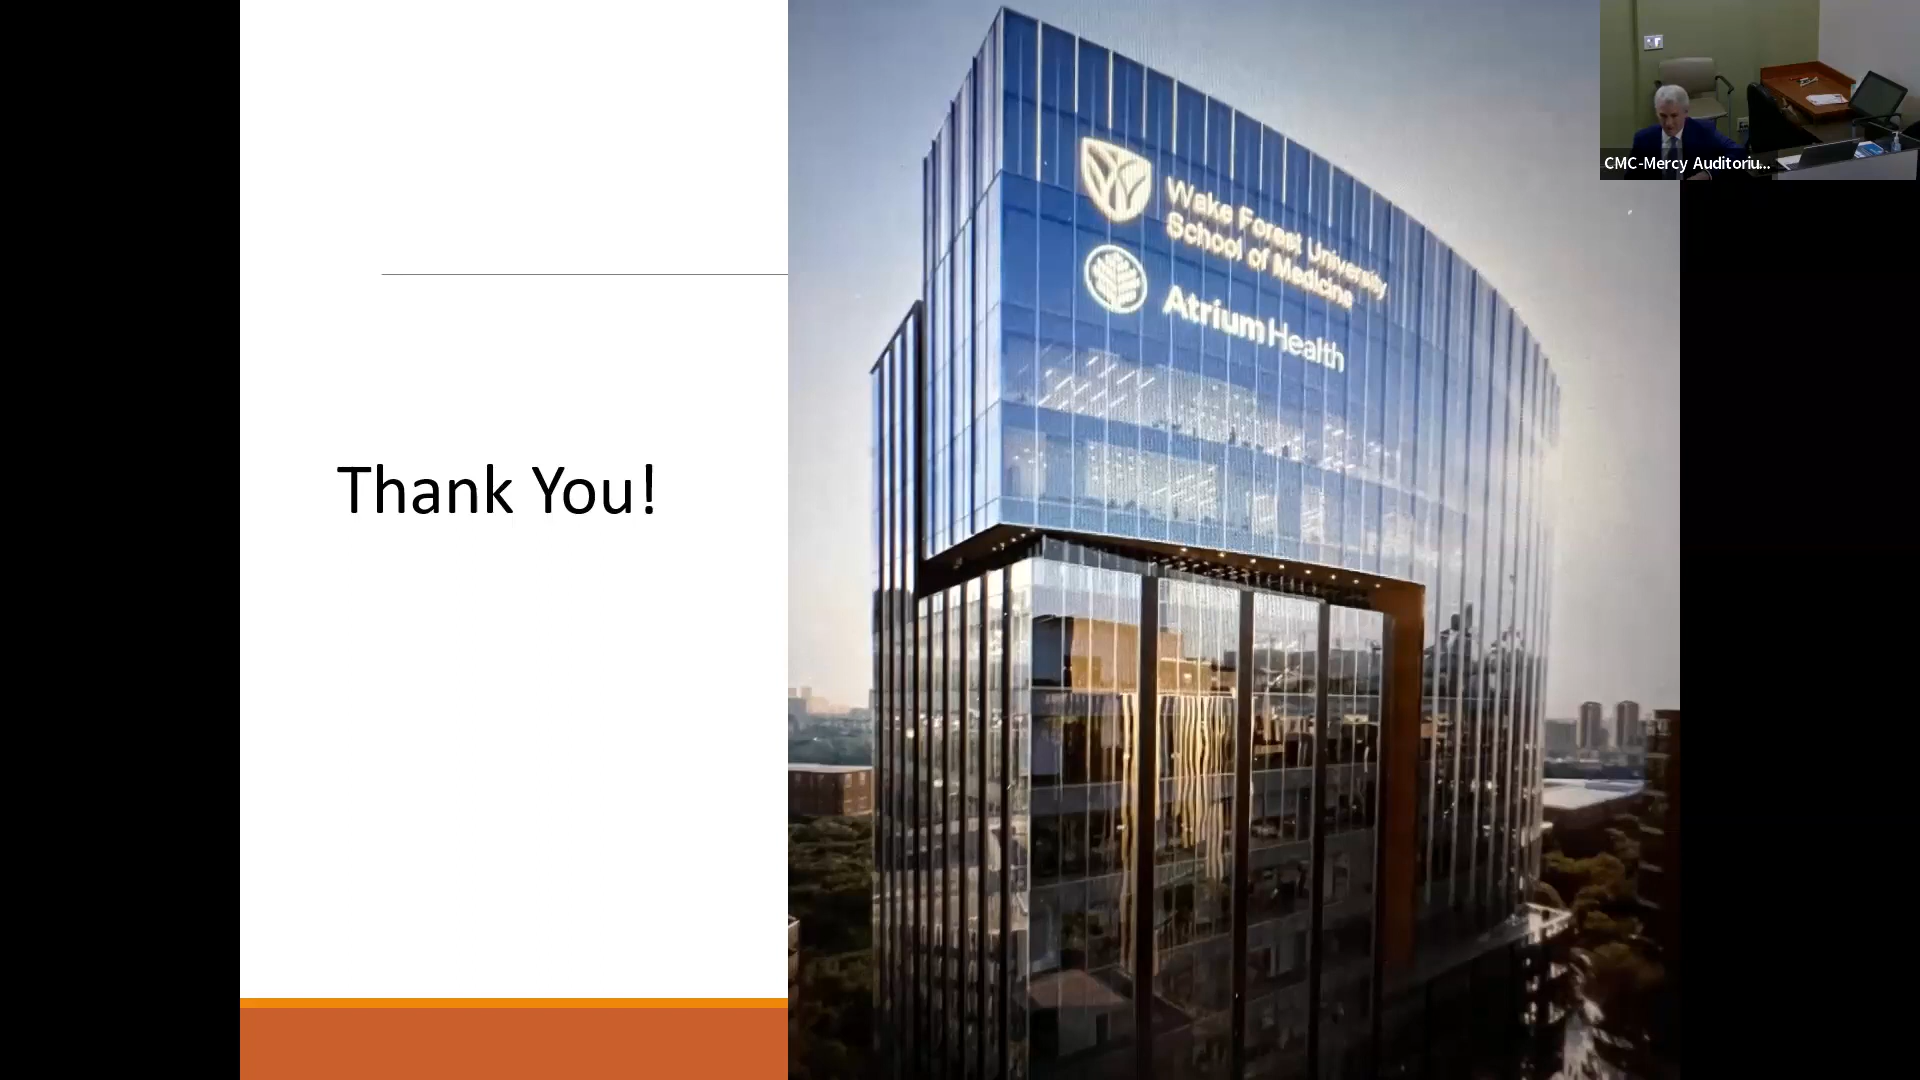 Thank You!
Wake Forest University
School of Medicine
Atrium Health
CMC-Mercy Auditoriu...